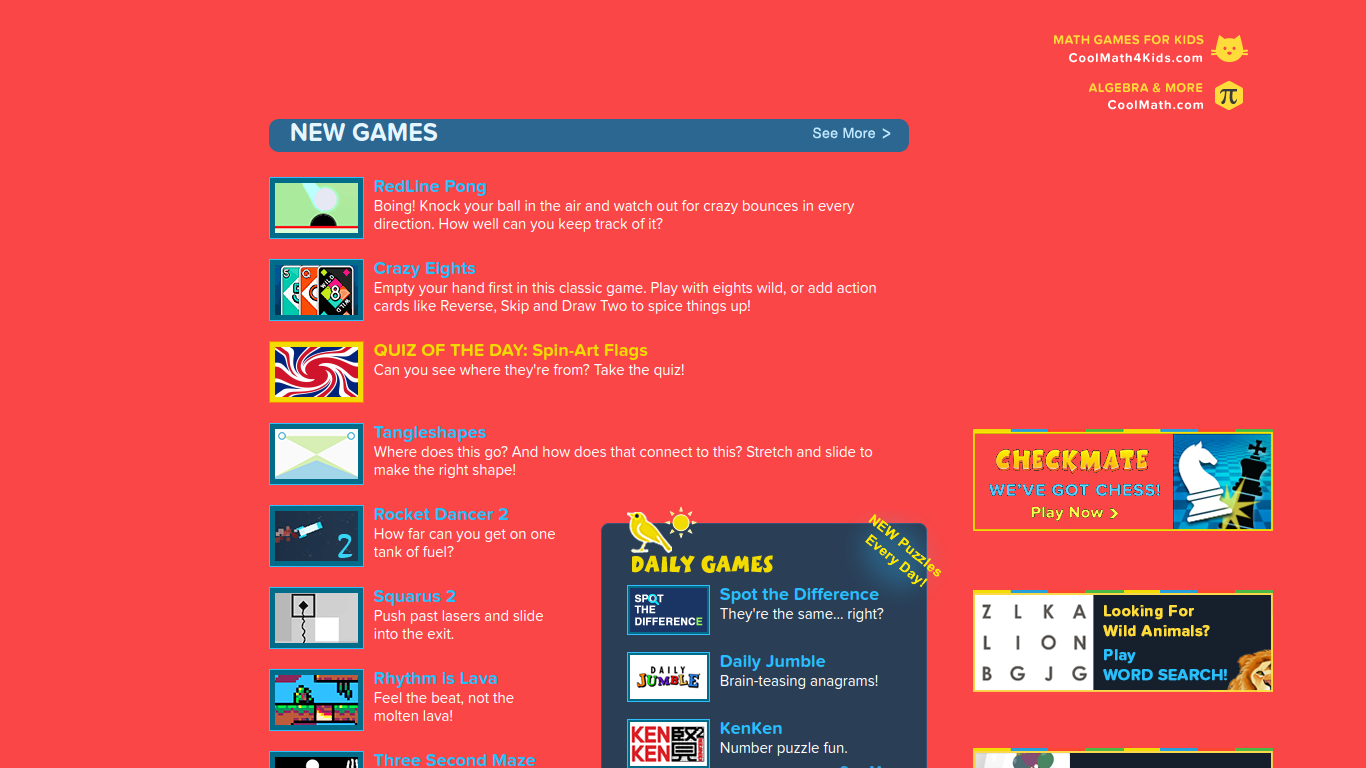 MATH GAMES FOR KIDS
CoolMath4Kids.com
ALGEBRA & MORE
CoolMath.com
π
NEW GAMES
See More >
RedLine Pong
Boing! Knock your ball in the air and watch out for crazy bounces in every
direction. How well can you keep track of it?
Crazy Eights
Empty your hand first in this classic game. Play with eights wild, or add action
cards like Reverse, Skip and Draw Two to spice things up!
QUIZ OF THE DAY: Spin-Art Flags
Can you see where they're from? Take the quiz!
Tangleshapes
Where does this go? And how does that connect to this? Stretch and slide to
make the right shape!
Rocket Dancer 2
How far can you get on one
tank of fuel?
2
Squarus 2
Push past lasers and slide
into the exit.
Rhythm is Lava
Feel the beat, not the
molten lava!
Three Second Maze
DAILY GAMES
NEW Puzzles
Every Day!
SPOT
THE
DIFFERENCE
Spot the Difference
They're the same... right?
DAILY
JUMBLE
Daily Jumble
Brain-teasing anagrams!
KEN
KEN
KenKen
Number puzzle fun.
CHECKMATE
WE'VE GOT CHESS!
Play Now >
Z L K A
L I O N
B G J G
Looking For
Wild Animals?
Play
WORD SEARCH!